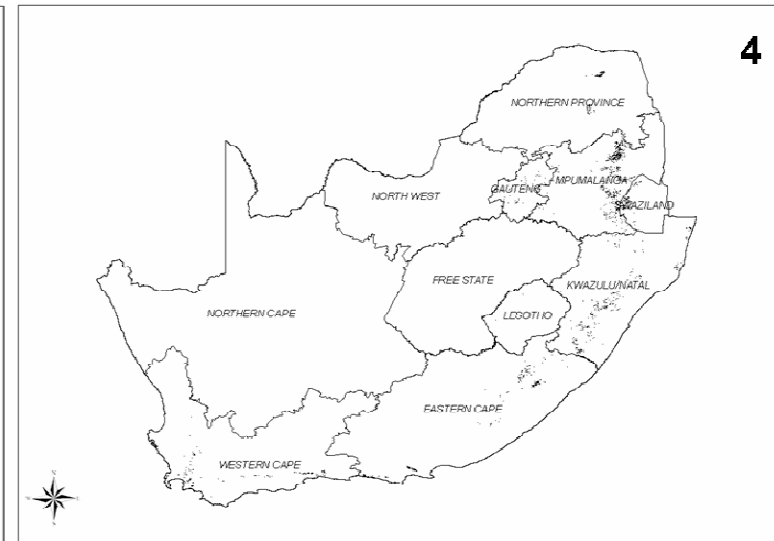 4
NORTHERN PROVINCE
NORTH WEST
GAUTENG
MPUMALANGA
SWAZILAND
FREE STATE
KWAZULU/NATAL
LESOTHO
NORTHERN CAPE
EASTERN CAPE
WESTERN CAPE